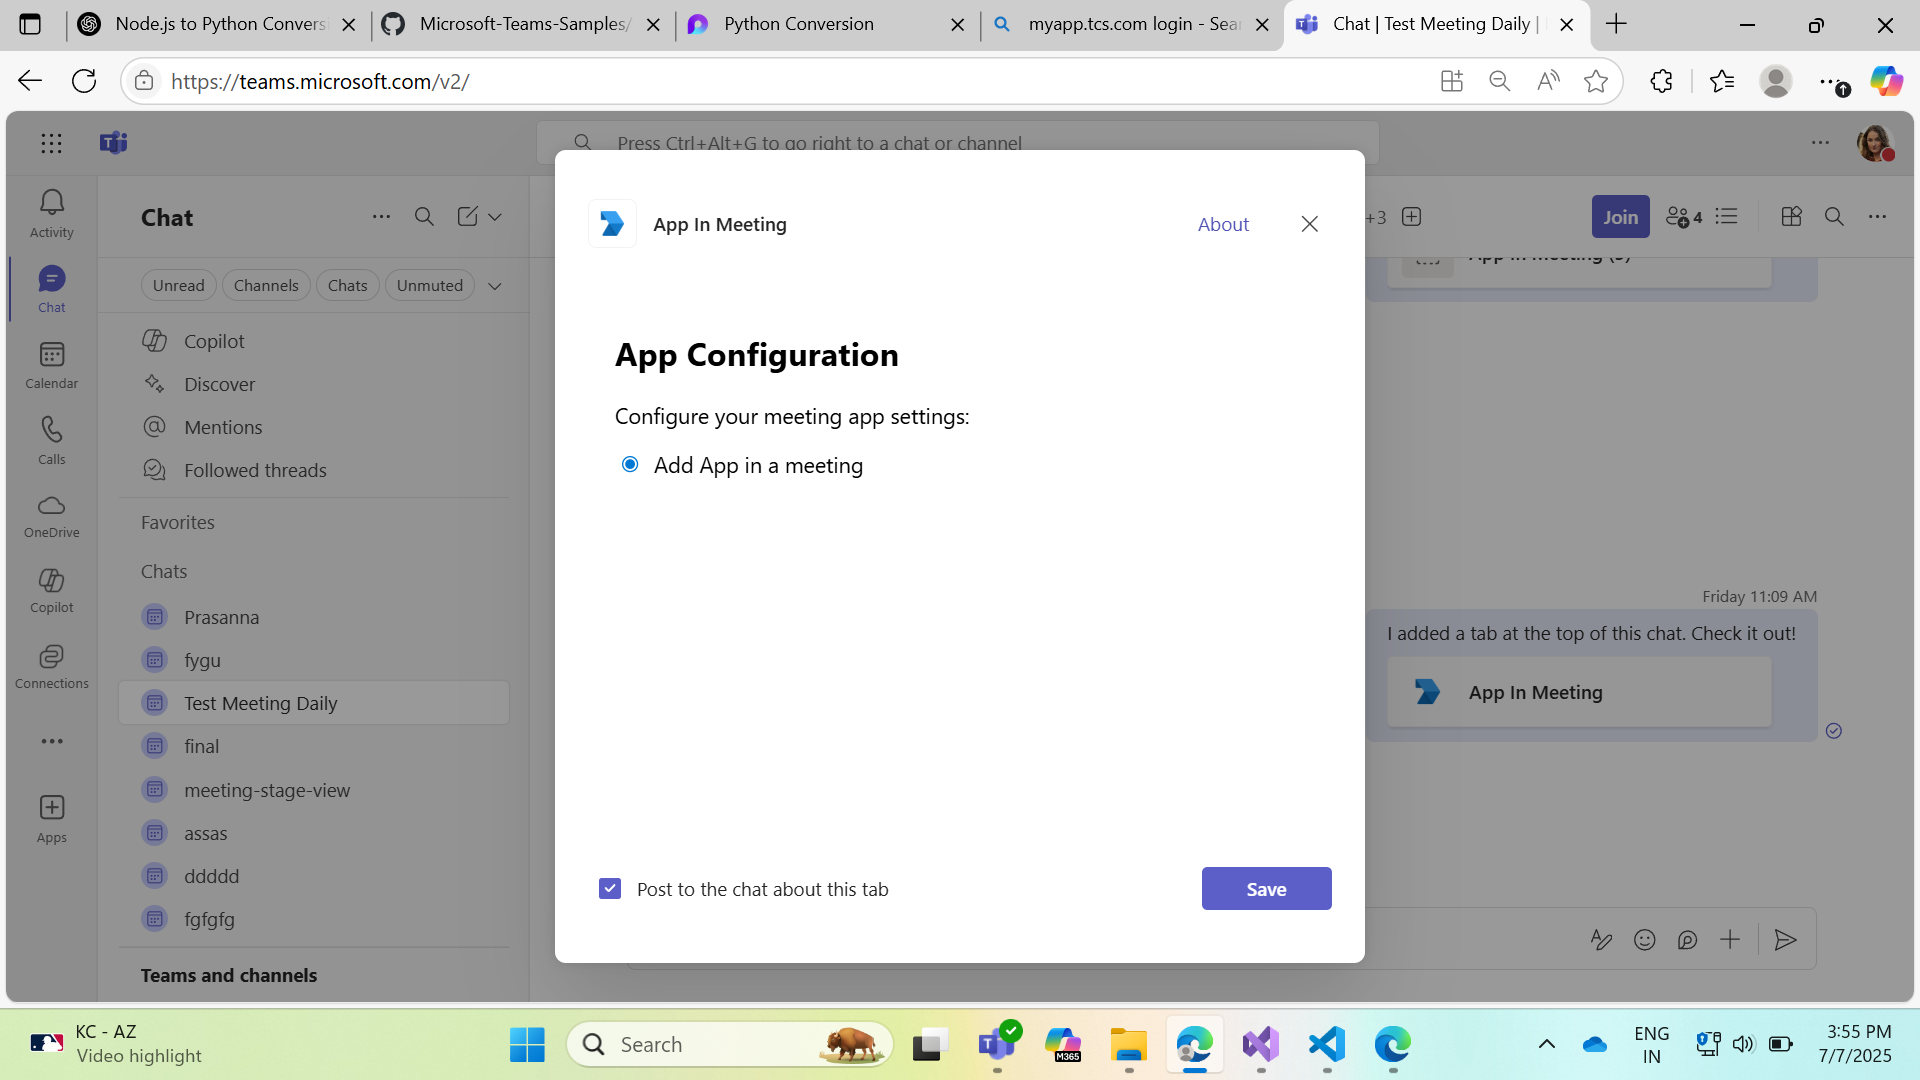 Node.js to Python Convers
Microsoft-Teams-Samples/
Python Conversion
myapp.tcs.com login - Sea
Chat | Test Meeting Daily |
https://teams.microsoft.com/v2/
Press Ctrl+Alt+G to go right to a chat or channel
Activity
Chat
Calendar
Calls
OneDrive
Copilot
Connections
Apps
Chat
Unread
Channels
Chats
Unmuted
Copilot
Discover
Mentions
Followed threads
Favorites
Chats
Prasanna
fygu
Test Meeting Daily
final
meeting-stage-view
assas
ddddd
fgfgfg
Teams and channels
App In Meeting
About
App Configuration
Configure your meeting app settings:
Add App in a meeting
Post to the chat about this tab
Save
+3
Join
4
Friday 11:09 AM
I added a tab at the top of this chat. Check it out!
App In Meeting
KC - AZ
Video highlight
Search
M365
ENG
IN
3:55 PM
7/7/2025